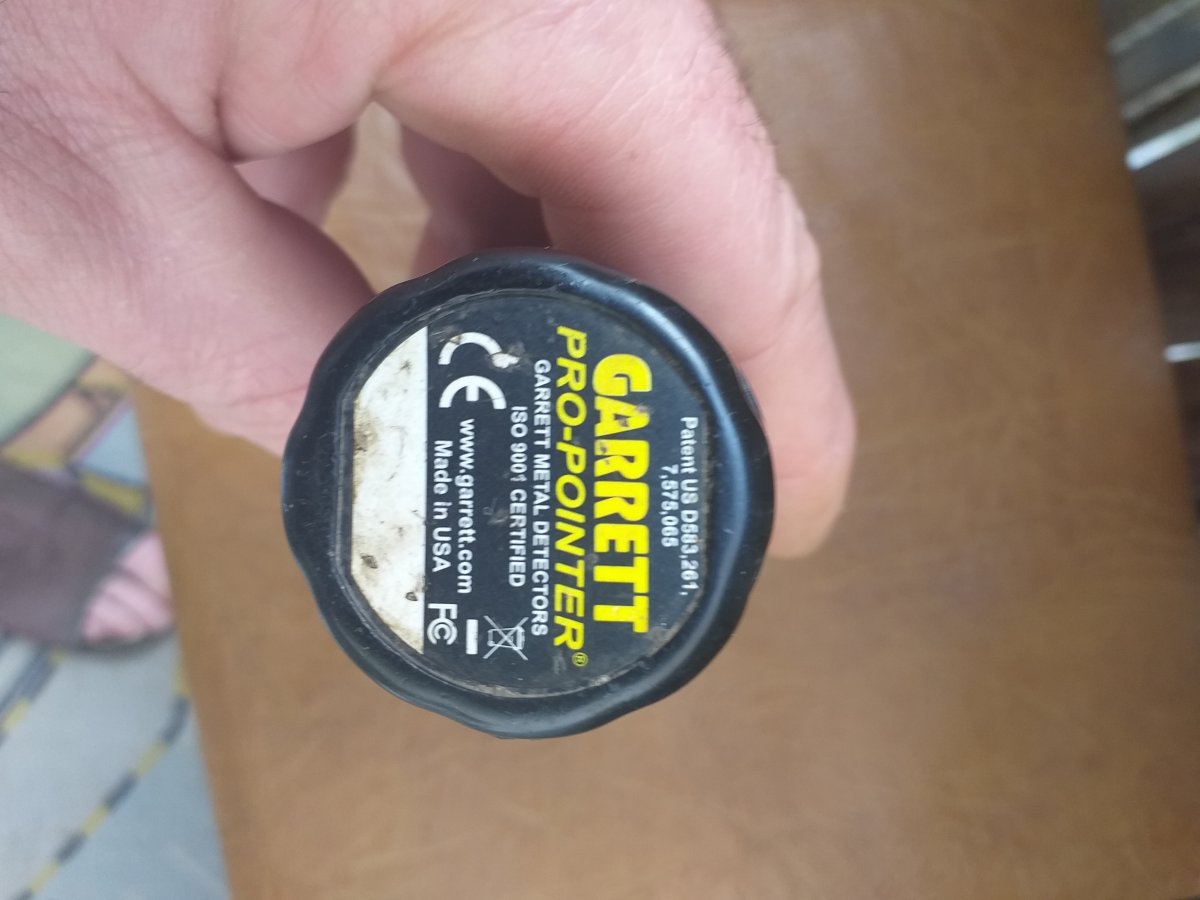 Patent US D583,261,
7,575,065
GARRETT
PRO-POINTER®
GARRETT METAL DETECTORS
ISO 9001 CERTIFIED
CE www.garrett.com
Made in USA FC